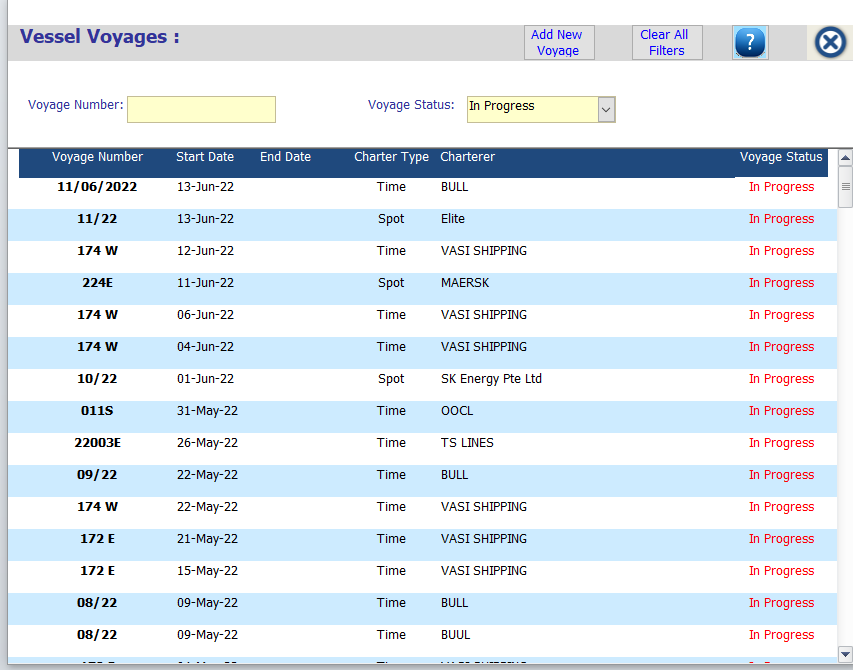 Vessel Voyages :
Add New Voyage
Clear All Filters
?
Voyage Number:
Voyage Status: In Progress
Voyage Number Start Date End Date Charter Type Charterer Voyage Status
11/06/2022 13-Jun-22 Time BULL In Progress
11/22 13-Jun-22 Spot Elite In Progress
174 W 12-Jun-22 Time VASI SHIPPING In Progress
224E 11-Jun-22 Spot MAERSK In Progress
174 W 06-Jun-22 Time VASI SHIPPING In Progress
174 W 04-Jun-22 Time VASI SHIPPING In Progress
10/22 01-Jun-22 Spot SK Energy Pte Ltd In Progress
011S 31-May-22 Time OOCL In Progress
22003E 26-May-22 Time TS LINES In Progress
09/22 22-May-22 Time BULL In Progress
174 W 22-May-22 Time VASI SHIPPING In Progress
172 E 21-May-22 Time VASI SHIPPING In Progress
172 E 15-May-22 Time VASI SHIPPING In Progress
08/22 09-May-22 Time BULL In Progress
08/22 09-May-22 Time BUUL In Progress